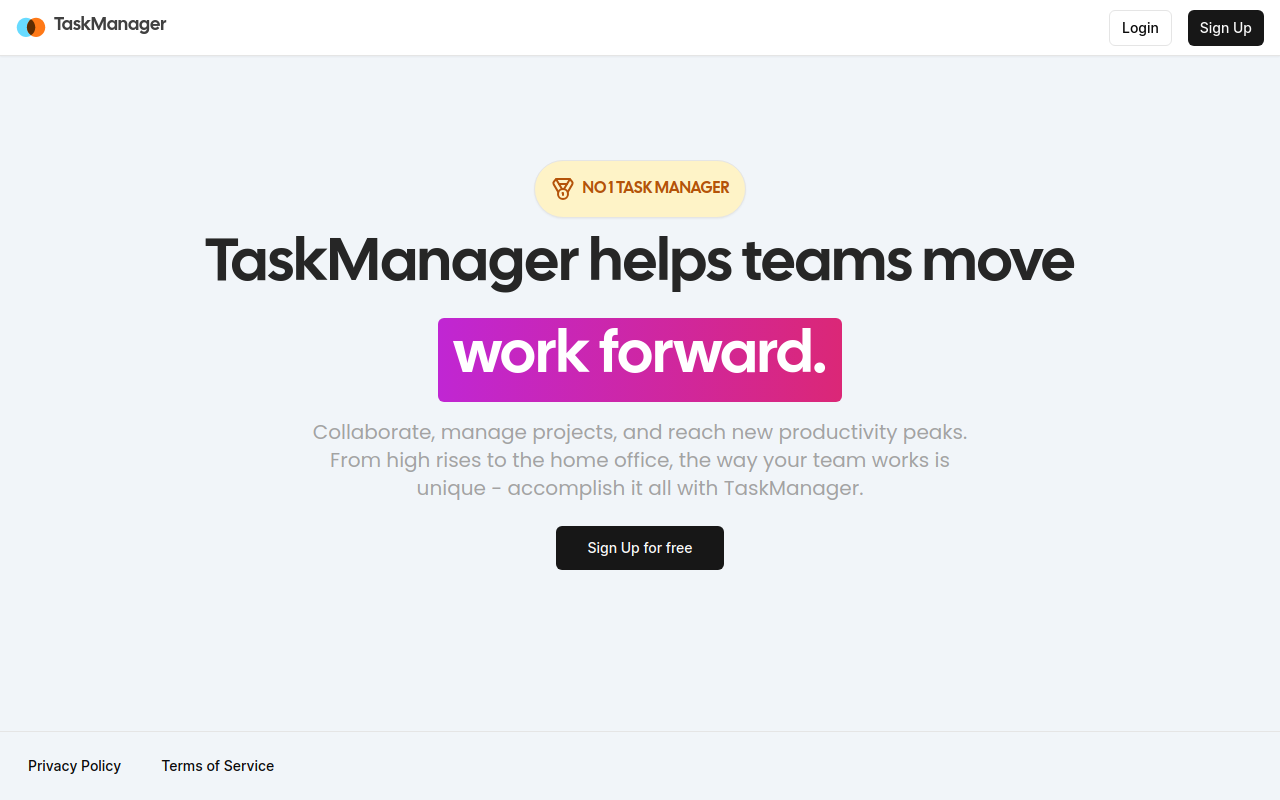 TaskManager
Login
Sign Up
NO 1 TASK MANAGER
TaskManager helps teams move
work forward.
Collaborate, manage projects, and reach new productivity peaks.
From high rises to the home office, the way your team works is
unique - accomplish it all with TaskManager.
Sign Up for free
Privacy Policy
Terms of Service